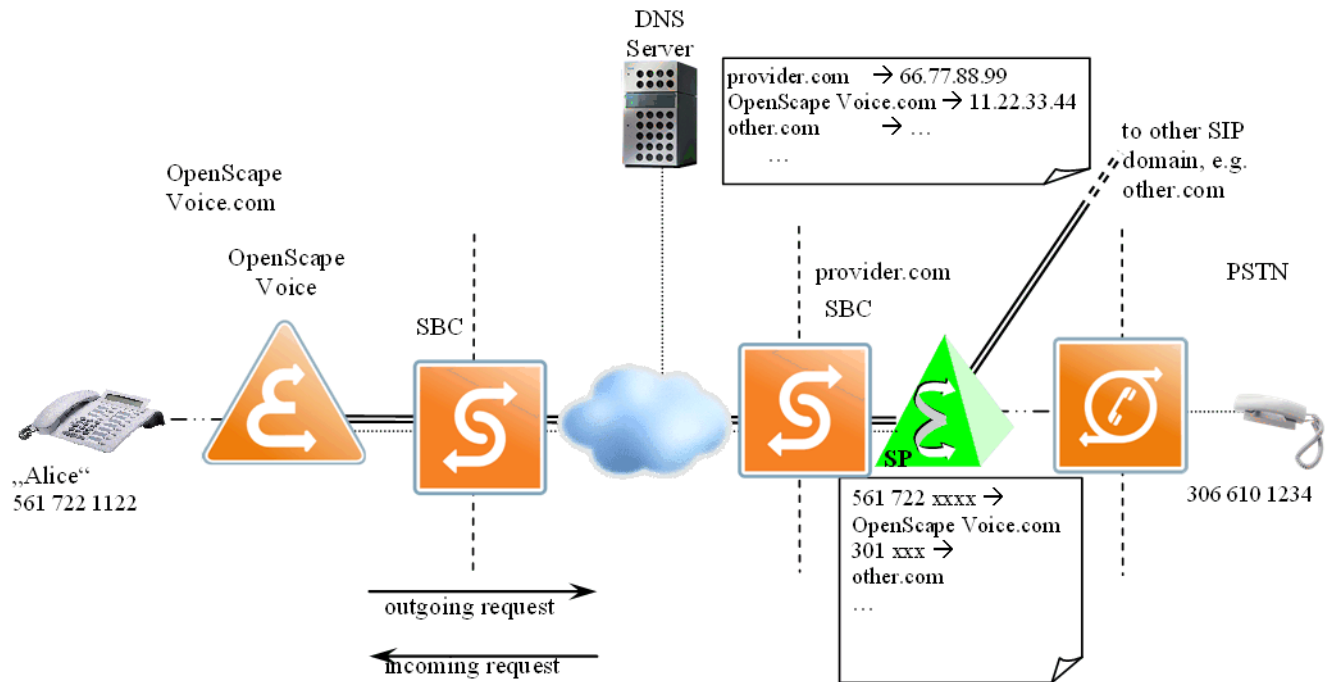 DNS
Server
provider.com → 66.77.88.99
OpenScape Voice.com → 11.22.33.44
other.com → ...
...
to other SIP
domain, e.g.
other.com
OpenScape
Voice.com
OpenScape
Voice
SBC
provider.com
SBC
PSTN
„Alice“
561 722 1122
SP
306 610 1234
561 722 xxxx →
OpenScape Voice.com
301 xxx →
other.com
...
outgoing request
incoming request